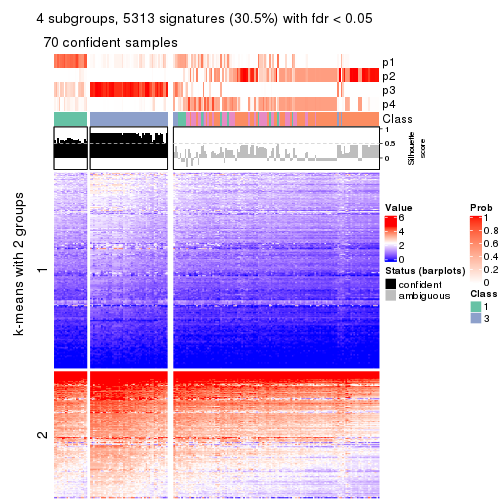 4 subgroups, 5313 signatures (30.5%) with fdr < 0.05
70 confident samples
p1
p2
p3
p4
Class
1
0.5
0
Silhouette
score
k-means with 2 groups
1
2
Value
6
4
2
0
Status (barplots)
confident
ambiguous
Prob
1
0.8
0.6
0.4
0.2
0
Class
1
3